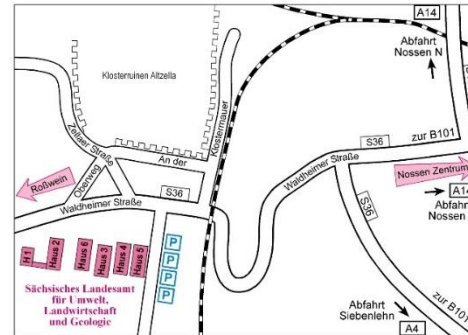 A14
Abfahrt
Nossen N
Klosterruinen Altzella
Klostermauer
Zellaer Straße
An der
Oberweg
S36
zur B101
Waldheimer Straße
Nossen Zentrum
Roßwein
S36
Waldheimer Straße
A14
Abfahrt
Nossen
S36
H 1
Haus 2
Haus 6
Haus 3
Haus 4
Haus 5
P
P
P
P
Sächsisches Landesamt
für Umwelt,
Landwirtschaft
und Geologie
Abfahrt
Siebenlehn
A4
zur B101